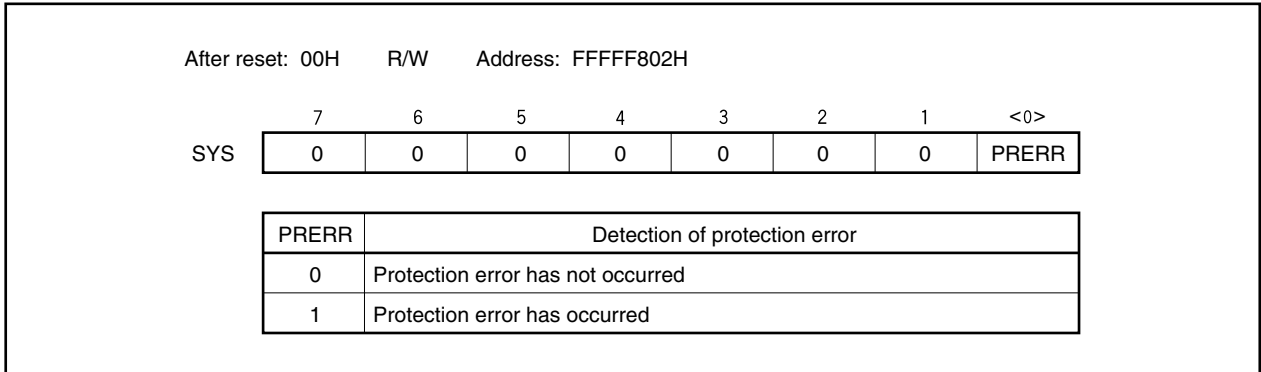 After reset: 00H R/W Address: FFFFF802H
7 6 5 4 3 2 1 <0>
SYS 0 0 0 0 0 0 0 PRERR
PRERR Detection of protection error
0 Protection error has not occurred
1 Protection error has occurred